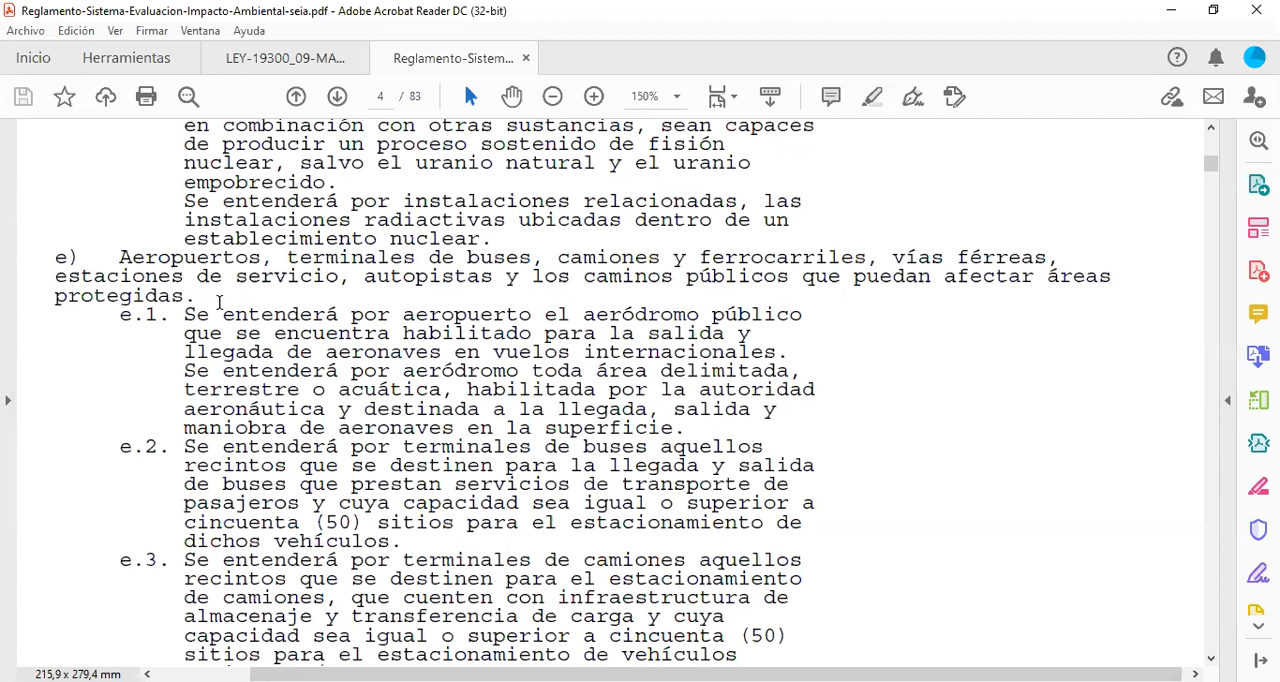 Reglamento-Sistema-Evaluacion-Impacto-Ambiental-seia.pdf - Adobe Acrobat Reader DC (32-bit)
Archivo Edición Ver Firmar Ventana Ayuda
Inicio Herramientas LEY-19300_09-MA... Reglamento-Sistem...
4 / 83 150%
en combinación con otras sustancias, sean capaces
de producir un proceso sostenido de fisión
nuclear, salvo el uranio natural y el uranio
empobrecido.
Se entenderá por instalaciones relacionadas, las
instalaciones radiactivas ubicadas dentro de un
establecimiento nuclear.
e) Aeropuertos, terminales de buses, camiones y ferrocarriles, vías férreas,
estaciones de servicio, autopistas y los caminos públicos que puedan afectar áreas
protegidas.
e.1. Se entenderá por aeropuerto el aeródromo público
que se encuentra habilitado para la salida y
llegada de aeronaves en vuelos internacionales.
Se entenderá por aeródromo toda área delimitada,
terrestre o acuática, habilitada por la autoridad
aeronáutica y destinada a la llegada, salida y
maniobra de aeronaves en la superficie.
e.2. Se entenderá por terminales de buses aquellos
recintos que se destinen para la llegada y salida
de buses que prestan servicios de transporte de
pasajeros y cuya capacidad sea igual o superior a
cincuenta (50) sitios para el estacionamiento de
dichos vehículos.
e.3. Se entenderá por terminales de camiones aquellos
recintos que se destinen para el estacionamiento
de camiones, que cuenten con infraestructura de
almacenaje y transferencia de carga y cuya
capacidad sea igual o superior a cincuenta (50)
sitios para el estacionamiento de vehículos
215,9 x 279,4 mm